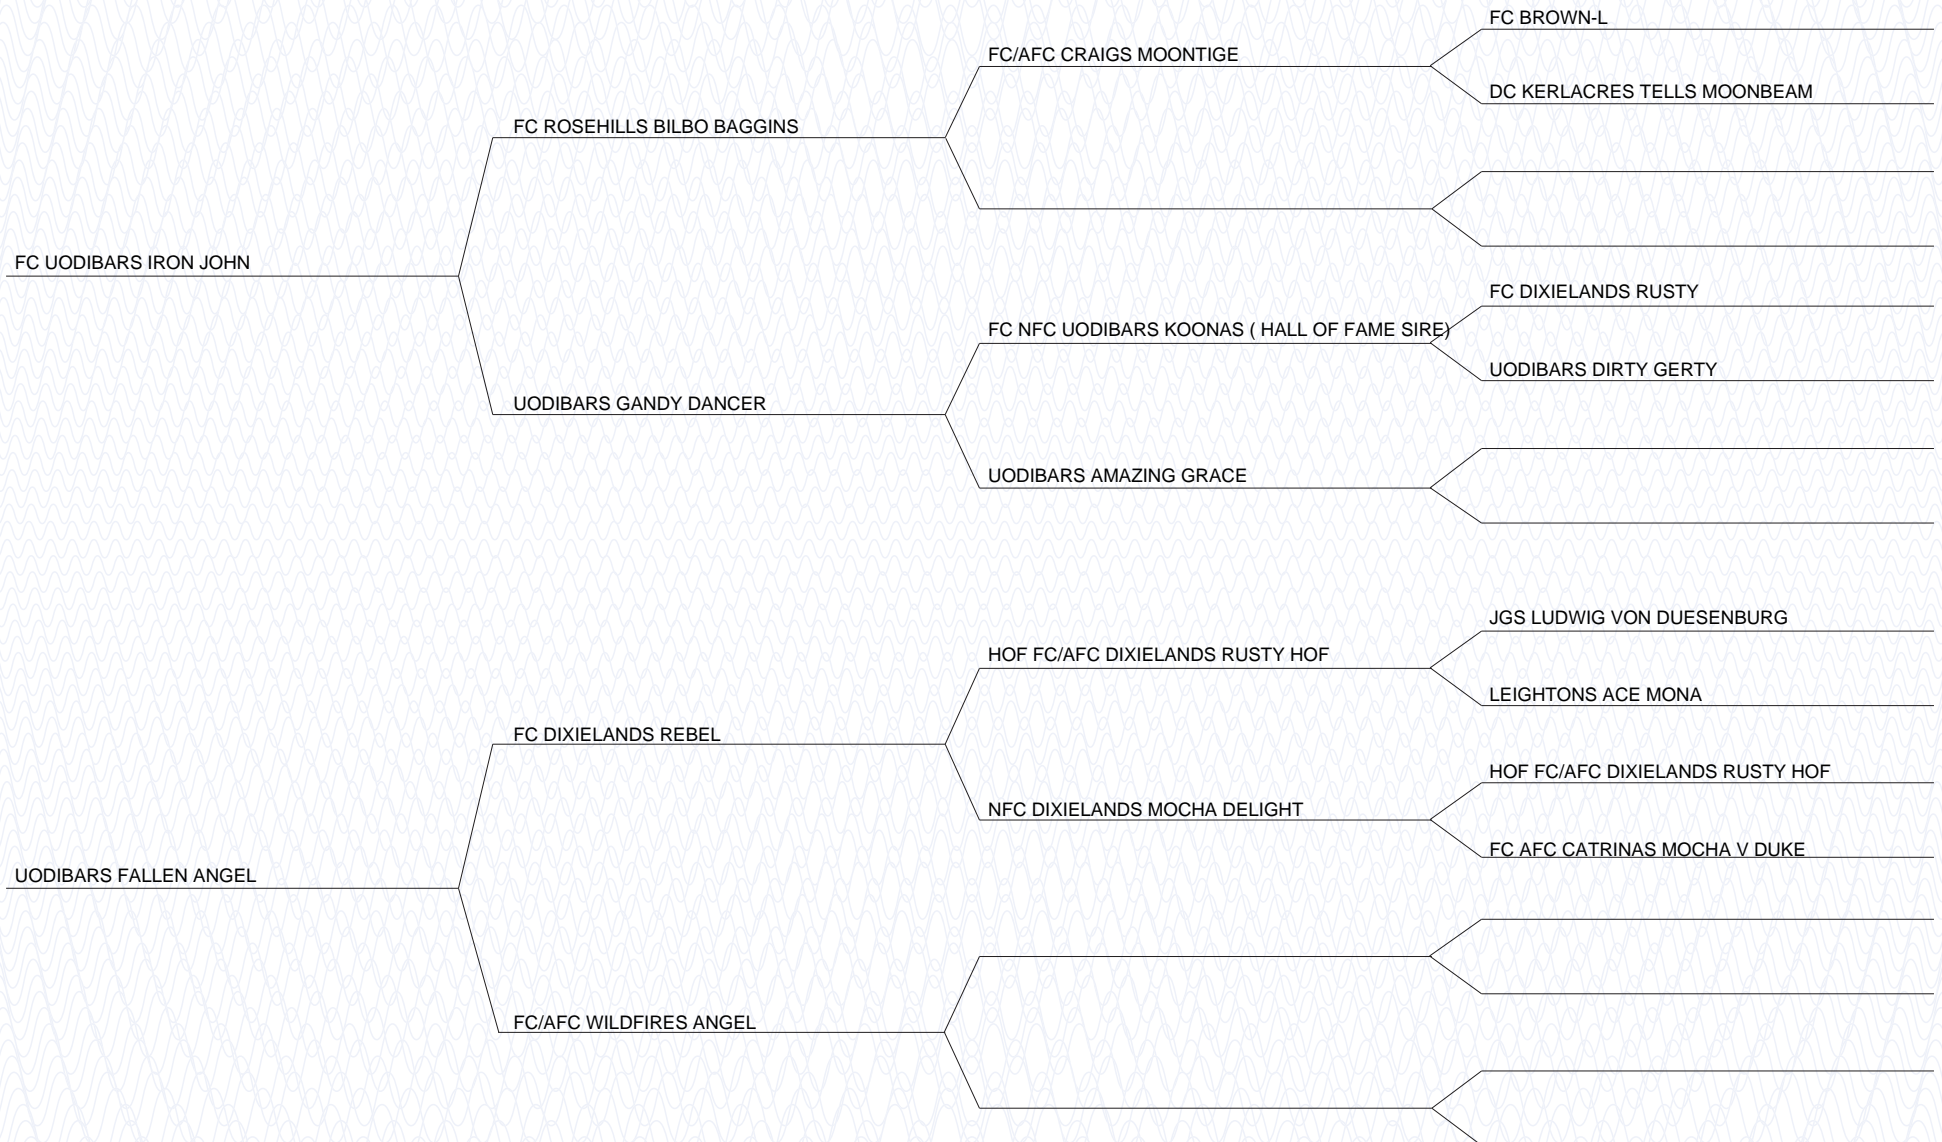 FC BROWN-L
FC/AFC CRAIGS MOONTIGE
DC KERLACRES TELLS MOONBEAM
FC ROSEHILLS BILBO BAGGINS
FC UODIBARS IRON JOHN
FC DIXIELANDS RUSTY
FC NFC UODIBARS KOONAS ( HALL OF FAME SIRE)
UODIBARS DIRTY GERTY
UODIBARS GANDY DANCER
UODIBARS AMAZING GRACE
JGS LUDWIG VON DUESENBURG
HOF FC/AFC DIXIELANDS RUSTY HOF
LEIGHTONS ACE MONA
FC DIXIELANDS REBEL
HOF FC/AFC DIXIELANDS RUSTY HOF
NFC DIXIELANDS MOCHA DELIGHT
FC AFC CATRINAS MOCHA V DUKE
UODIBARS FALLEN ANGEL
FC/AFC WILDFIRES ANGEL